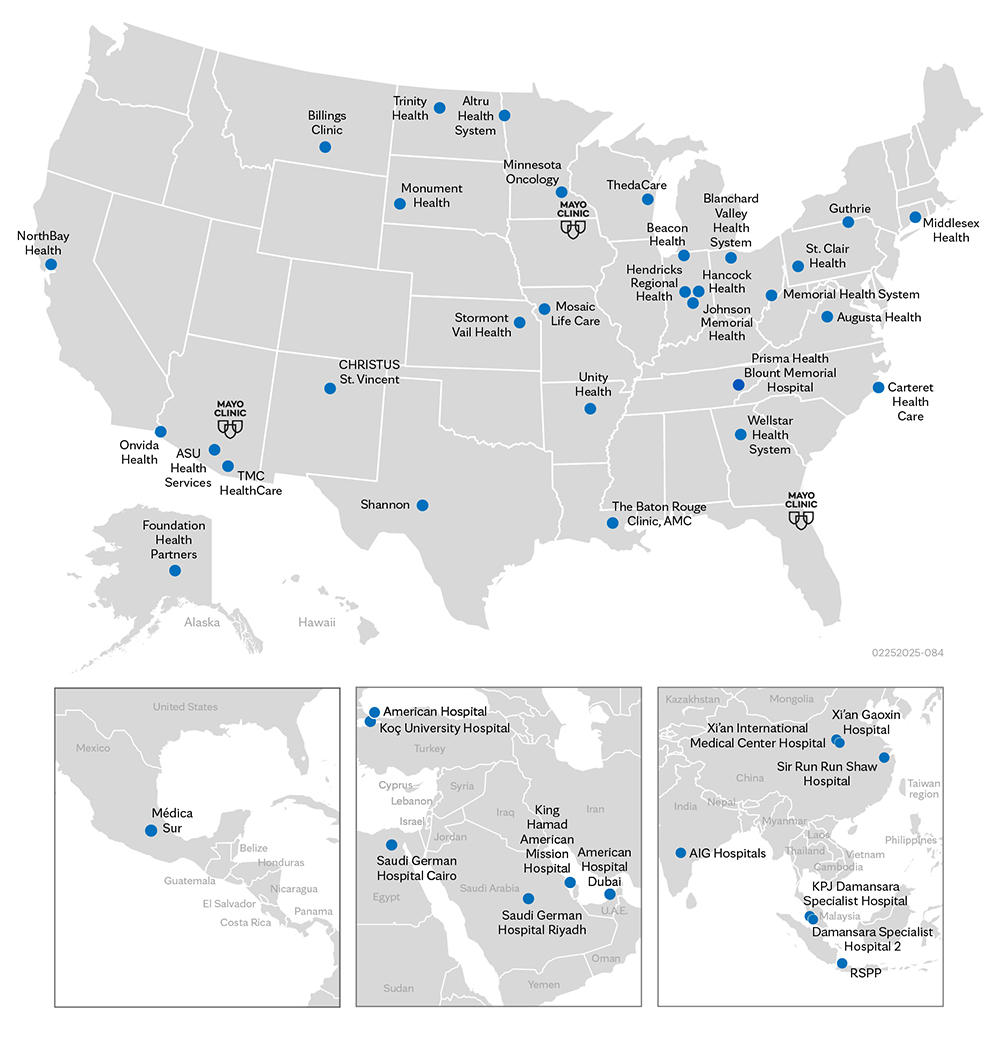 Trinity
Health
Altru
Health
System
Billings
Clinic
Minnesota
Oncology
ThedaCare
Monument
Health
MAYO
CLINIC
Blanchard
Valley
Health
System
Guthrie
Middlesex
Health
NorthBay
Health
Beacon
Health
St. Clair
Health
Hendricks
Regional
Health
Hancock
Health
Memorial Health System
Mosaic
Life Care
Stormont
Vail Health
Johnson
Memorial
Health
Augusta Health
CHRISTUS
St. Vincent
Prisma Health
Blount Memorial
Hospital
Unity
Health
Carteret
Health
Care
MAYO
CLINIC
Wellstar
Health
System
Onvida
Health
ASU
Health
Services
TMC
HealthCare
Shannon
The Baton Rouge
Clinic, AMC
MAYO
CLINIC
Foundation
Health
Partners
Alaska
Hawaii
02252025-084
United States
Mexico
Médica
Sur
Belize
Honduras
Guatemala
Nicaragua
El Salvador
Panama
Costa Rica
American Hospital
Koç University Hospital
Turkey
Cyprus
Syria
Lebanon
Iraq
Iran
Israel
Jordan
King
Hamad
American
Mission
Hospital
American
Hospital
Dubai
Saudi German
Hospital Cairo
Egypt
Saudi Arabia
Saudi German
Hospital Riyadh
U.A.E.
Oman
Sudan
Yemen
Kazakhstan
Mongolia
Xi'an Gaoxin
Hospital
Xi'an International
Medical Center Hospital
Sir Run Run Shaw
Hospital
China
Taiwan
region
India
Nepal
Myanmar
Laos
Philippines
Thailand
Vietnam
Cambodia
AIG Hospitals
KPJ Damansara
Specialist Hospital
Malaysia
Damansara Specialist
Hospital 2
RSPP